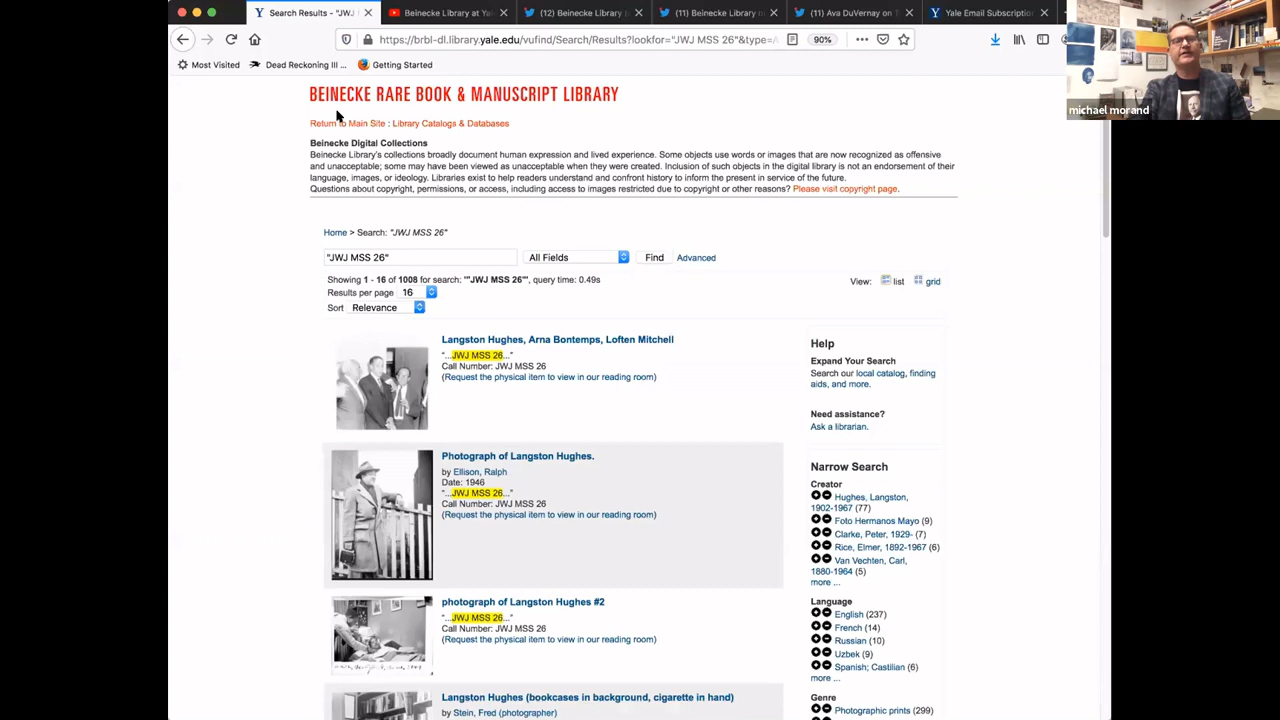 Search Results - "JWJ
Beinecke Library at Yal
(12) Beinecke Library
(11) Beinecke Library o
(11) Ava DuVernay on T
Yale Email Subscription
https://brbl-dl.library.yale.edu/vufind/Search/Results?lookfor="JWJ MSS 26"&type=A
90%
Most Visited
Dead Reckoning III ...
Getting Started
michael morand
BEINECKE RARE BOOK & MANUSCRIPT LIBRARY
Return to Main Site : Library Catalogs & Databases
Beinecke Digital Collections
Beinecke Library's collections broadly document human expression and lived experience. Some objects use words or images that are now recognized as offensive
and unacceptable; some may have been viewed as unacceptable when they were created. Inclusion of such objects in the digital library is not an endorsement of their
language, images, or ideology. Libraries exist to help readers understand and confront history to inform the present in service of the future.
Questions about copyright, permissions, or access, including access to images restricted due to copyright or other reasons? Please visit copyright page.
Home > Search: "JWJ MSS 26"
"JWJ MSS 26"
All Fields
Find
Advanced
Showing 1 - 16 of 1008 for search: '"JWJ MSS 26"', query time: 0.49s
View: list grid
Results per page 16
Sort Relevance
Langston Hughes, Arna Bontemps, Loften Mitchell
"...JWJ MSS 26..."
Call Number: JWJ MSS 26
(Request the physical item to view in our reading room)
Photograph of Langston Hughes.
by Ellison, Ralph
Date: 1946
"...JWJ MSS 26..."
Call Number: JWJ MSS 26
(Request the physical item to view in our reading room)
photograph of Langston Hughes #2
"...JWJ MSS 26..."
Call Number: JWJ MSS 26
(Request the physical item to view in our reading room)
Langston Hughes (bookcases in background, cigarette in hand)
by Stein, Fred (photographer)
Help
Expand Your Search
Search our local catalog, finding
aids, and more.
Need assistance?
Ask a librarian.
Narrow Search
Creator
Hughes, Langston,
1902-1967 (77)
Foto Hermanos Mayo (9)
Clarke, Peter, 1929- (7)
Rice, Elmer, 1892-1967 (6)
Van Vechten, Carl,
1880-1964 (5)
more ...
Language
English (237)
French (14)
Russian (10)
Uzbek (9)
Spanish; Castilian (6)
more ...
Genre
Photographic prints (299)